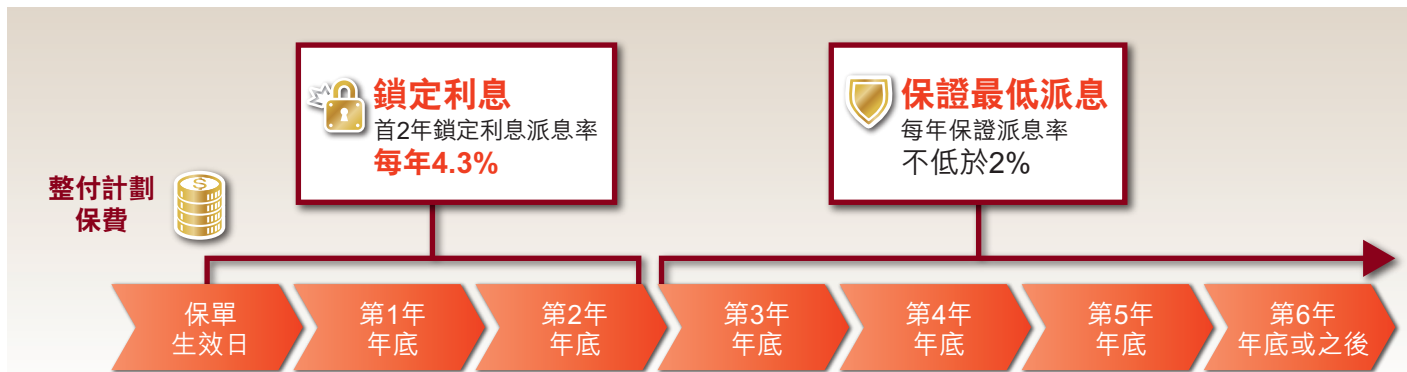 鎖定利息
首2年鎖定利息派息率
每年4.3%
保證最低派息
每年保證派息率
不低於2%
整付計劃
保費
保單
生效日
第1年
年底
第2年
年底
第3年
年底
第4年
年底
第5年
年底
第6年
年底或之後